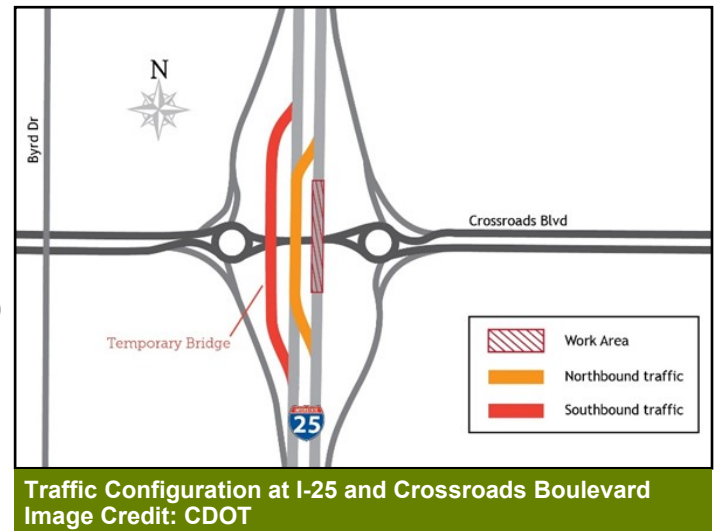 N
Byrd Dr
Crossroads Blvd
Temporary Bridge
INTERSTATE
25
Work Area
Northbound traffic
Southbound traffic
Traffic Configuration at I-25 and Crossroads Boulevard
Image Credit: CDOT